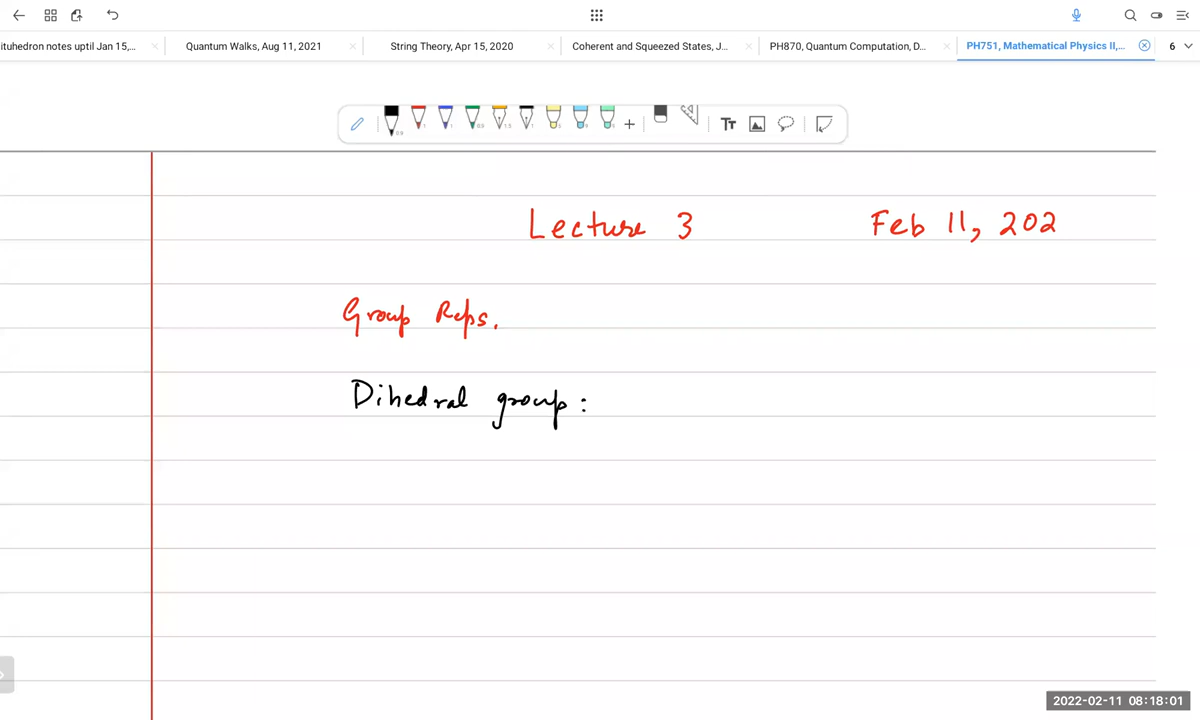 ituhedron notes uptil Jan 15,... Quantum Walks, Aug 11, 2021 String Theory, Apr 15, 2020 Coherent and Squeezed States, J... PH870, Quantum Computation, D... PH751, Mathematical Physics II,... 6
Tт
Lecture 3 Feb 11, 202
Group Reps.
Dihedral group:
2022-02-11 08:18:01